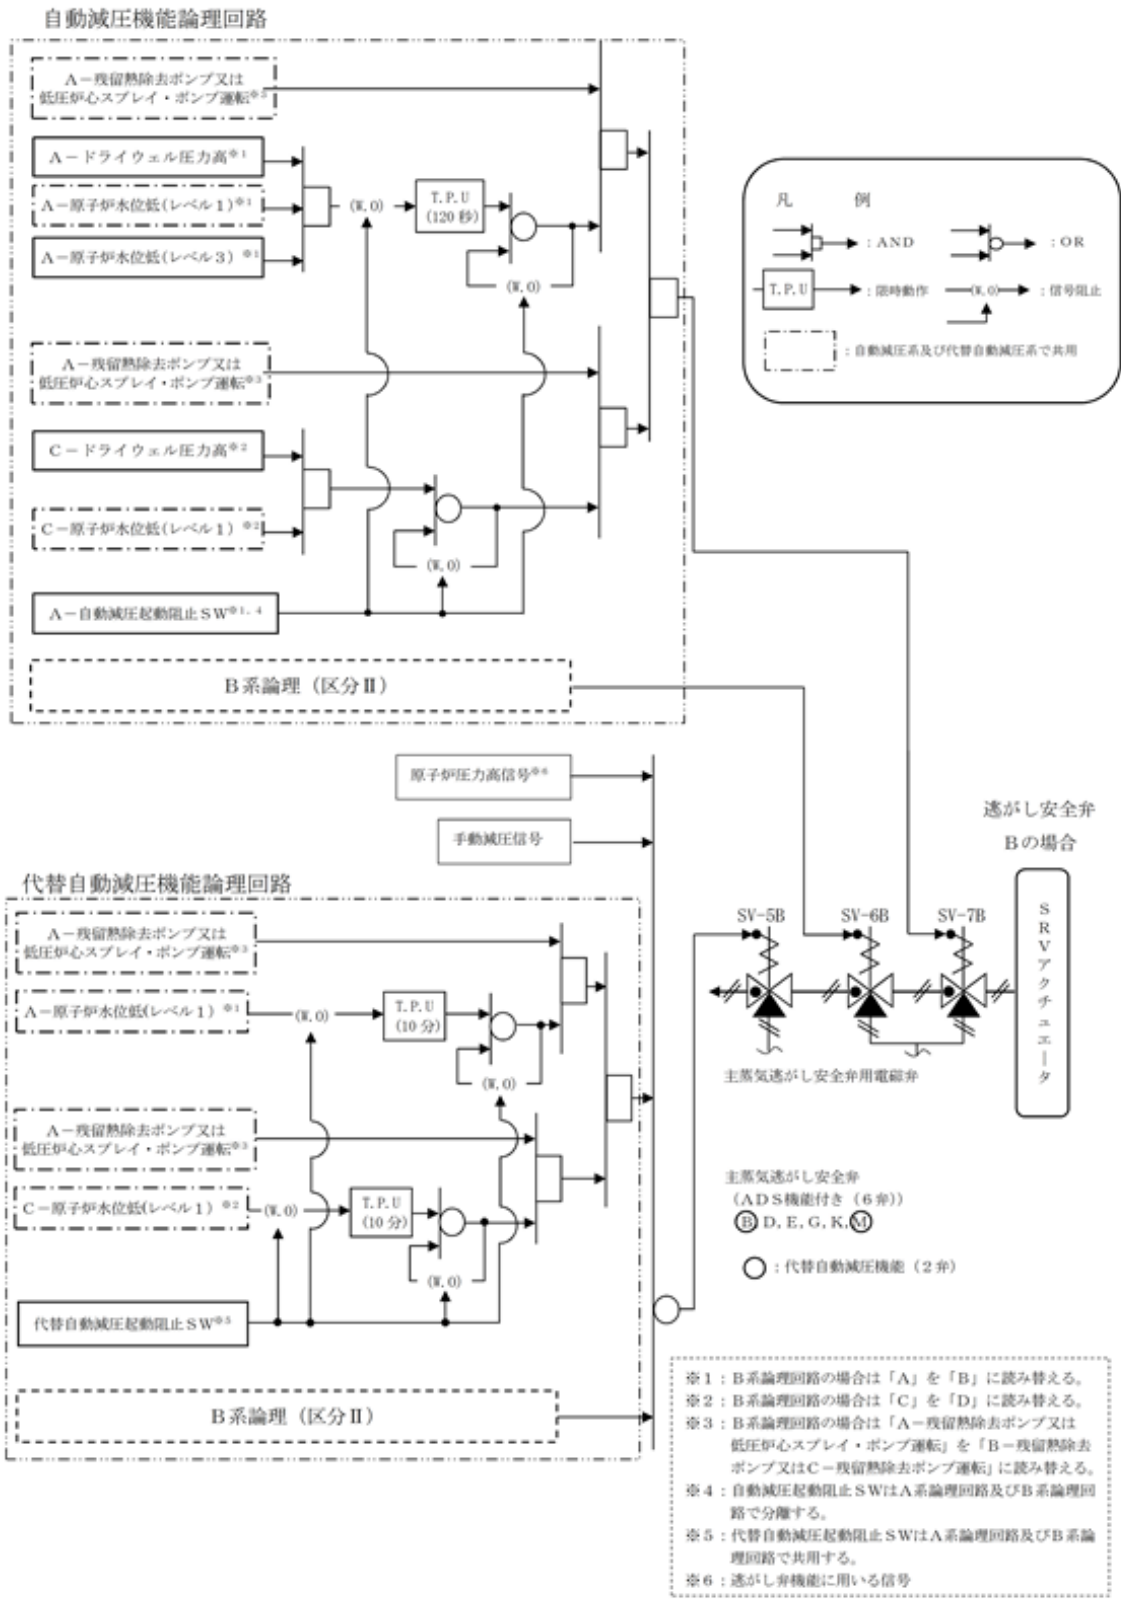 自動減圧機能論理回路
A－残留熱除去ポンプ又は
低圧炉心スプレイ・ポンプ運転※3
A－ドライウェル圧力高※1
A－原子炉水位低(レベル1)※1
A－原子炉水位低(レベル3)※1
(W,O)
T.P.U
(120秒)
(W,O)
A－残留熱除去ポンプ又は
低圧炉心スプレイ・ポンプ運転※3
C－ドライウェル圧力高※2
C－原子炉水位低(レベル1)※2
(W,O)
A－自動減圧起動阻止SW※1,4
B系論理(区分Ⅱ)
凡 例
：AND
：OR
T.P.U
：限時動作
(W,O)
：信号阻止
：自動減圧系及び代替自動減圧系で共用
原子炉圧力高信号※6
手動減圧信号
代替自動減圧機能論理回路
A－残留熱除去ポンプ又は
低圧炉心スプレイ・ポンプ運転※3
A－原子炉水位低(レベル1)※1
(W,O)
T.P.U
(10分)
(W,O)
A－残留熱除去ポンプ又は
低圧炉心スプレイ・ポンプ運転※3
C－原子炉水位低(レベル1)※2
(W,O)
T.P.U
(10分)
(W,O)
代替自動減圧起動阻止SW※5
B系論理(区分Ⅱ)
逃がし安全弁
Bの場合
SV-5B
SV-6B
SV-7B
SRVアクチュエータ
主蒸気逃がし安全弁用電磁弁
主蒸気逃がし安全弁
(ADS機能付き(6弁))
B,D,E,G,K,M
：代替自動減圧機能(2弁)
※1：B系論理回路の場合は「A」を「B」に読み替える。
※2：B系論理回路の場合は「C」を「D」に読み替える。
※3：B系論理回路の場合は「A－残留熱除去ポンプ又は
低圧炉心スプレイ・ポンプ運転」を「B－残留熱除去
ポンプ又はC－残留熱除去ポンプ運転」に読み替える。
※4：自動減圧起動阻止SWはA系論理回路及びB系論理回
路で分離する。
※5：代替自動減圧起動阻止SWはA系論理回路及びB系論
理回路で共用する。
※6：逃がし弁機能に用いる信号